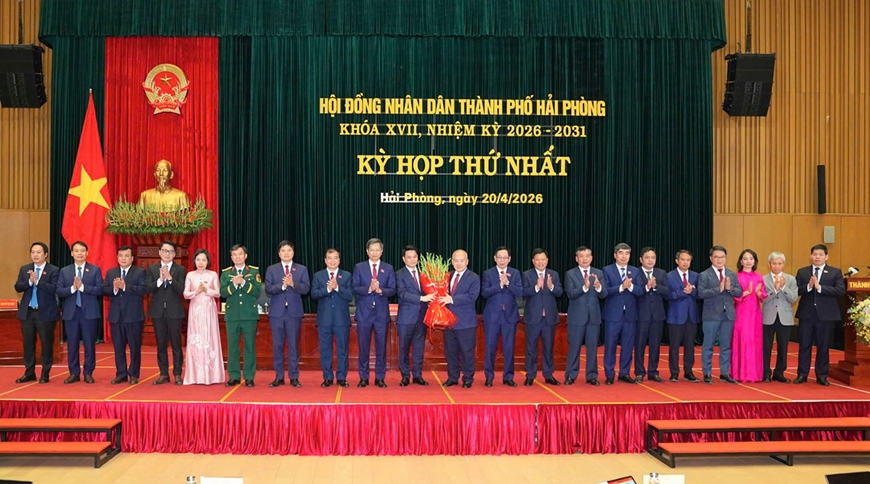 HỘI ĐỒNG NHÂN DÂN THÀNH PHỐ HẢI PHÒNG
KHÓA XVII, NHIỆM KỲ 2026 - 2031
KỲ HỌP THỨ NHẤT
Hải Phòng, ngày 20/4/2026
THÀNH